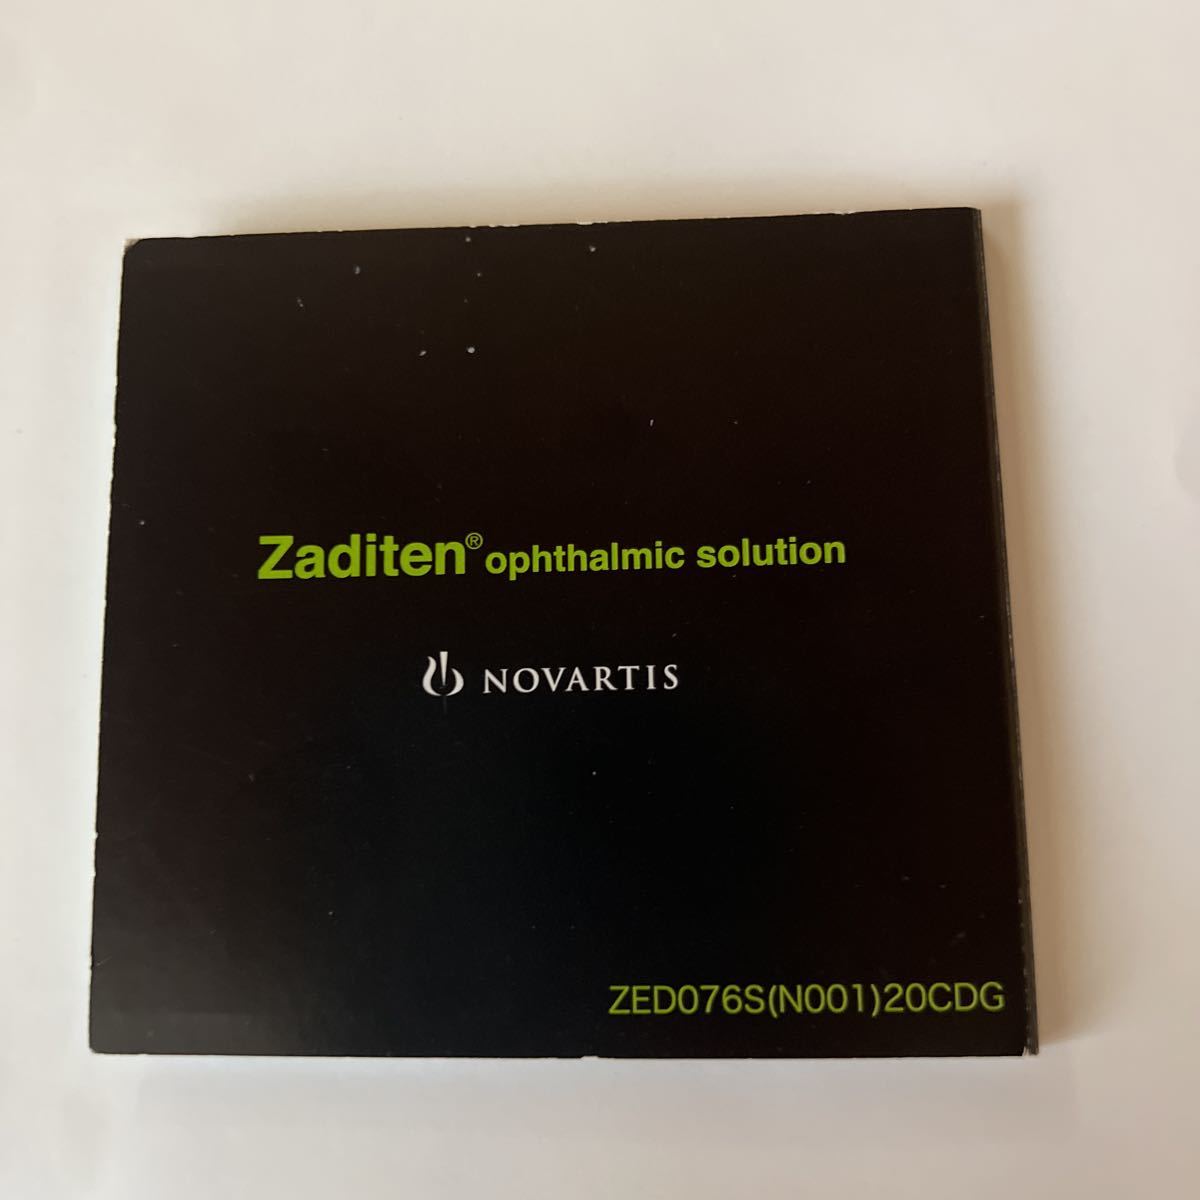 Zaditen® ophthalmic solution
NOVARTIS
ZED076S(N001)20CDG